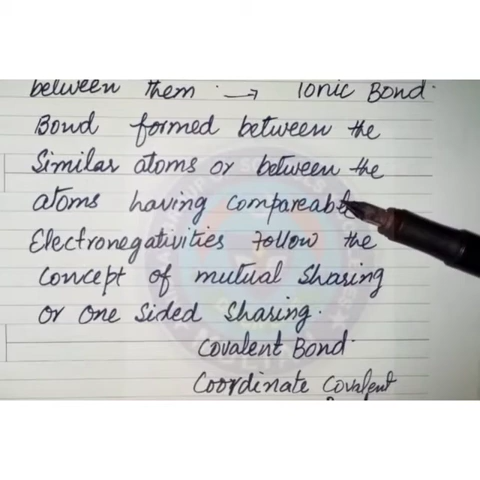 between them. → Ionic Bond.
Bond formed between the
Similar atoms or between the
atoms having compareable
Electronegativities follow the
concept of mutual sharing
or one sided sharing.
Covalent Bond.
Coordinate Covalent